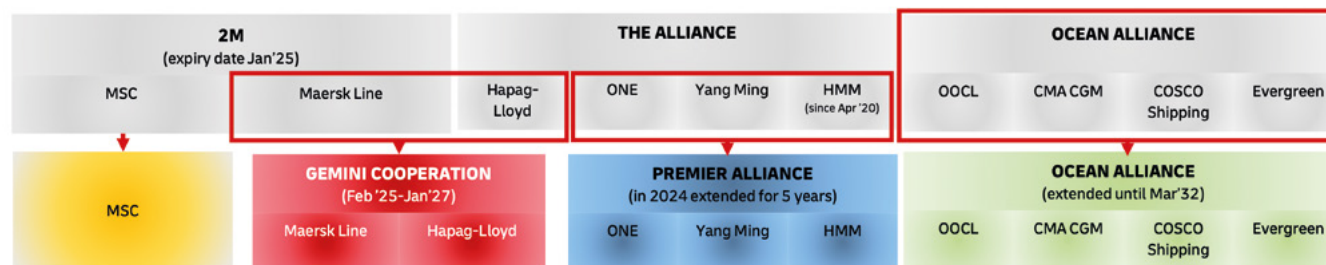 2M
(expiry date Jan'25)
MSC
Maersk Line
Hapag-
Lloyd
THE ALLIANCE
ONE
Yang Ming
HMM
(since Apr '20)
OCEAN ALLIANCE
OOCL
CMA CGM
COSCO
Shipping
Evergreen
MSC
GEMINI COOPERATION
(Feb '25-Jan'27)
Maersk Line
Hapag-Lloyd
PREMIER ALLIANCE
(in 2024 extended for 5 years)
ONE
Yang Ming
HMM
OCEAN ALLIANCE
(extended until Mar'32)
OOCL
CMA CGM
COSCO
Shipping
Evergreen